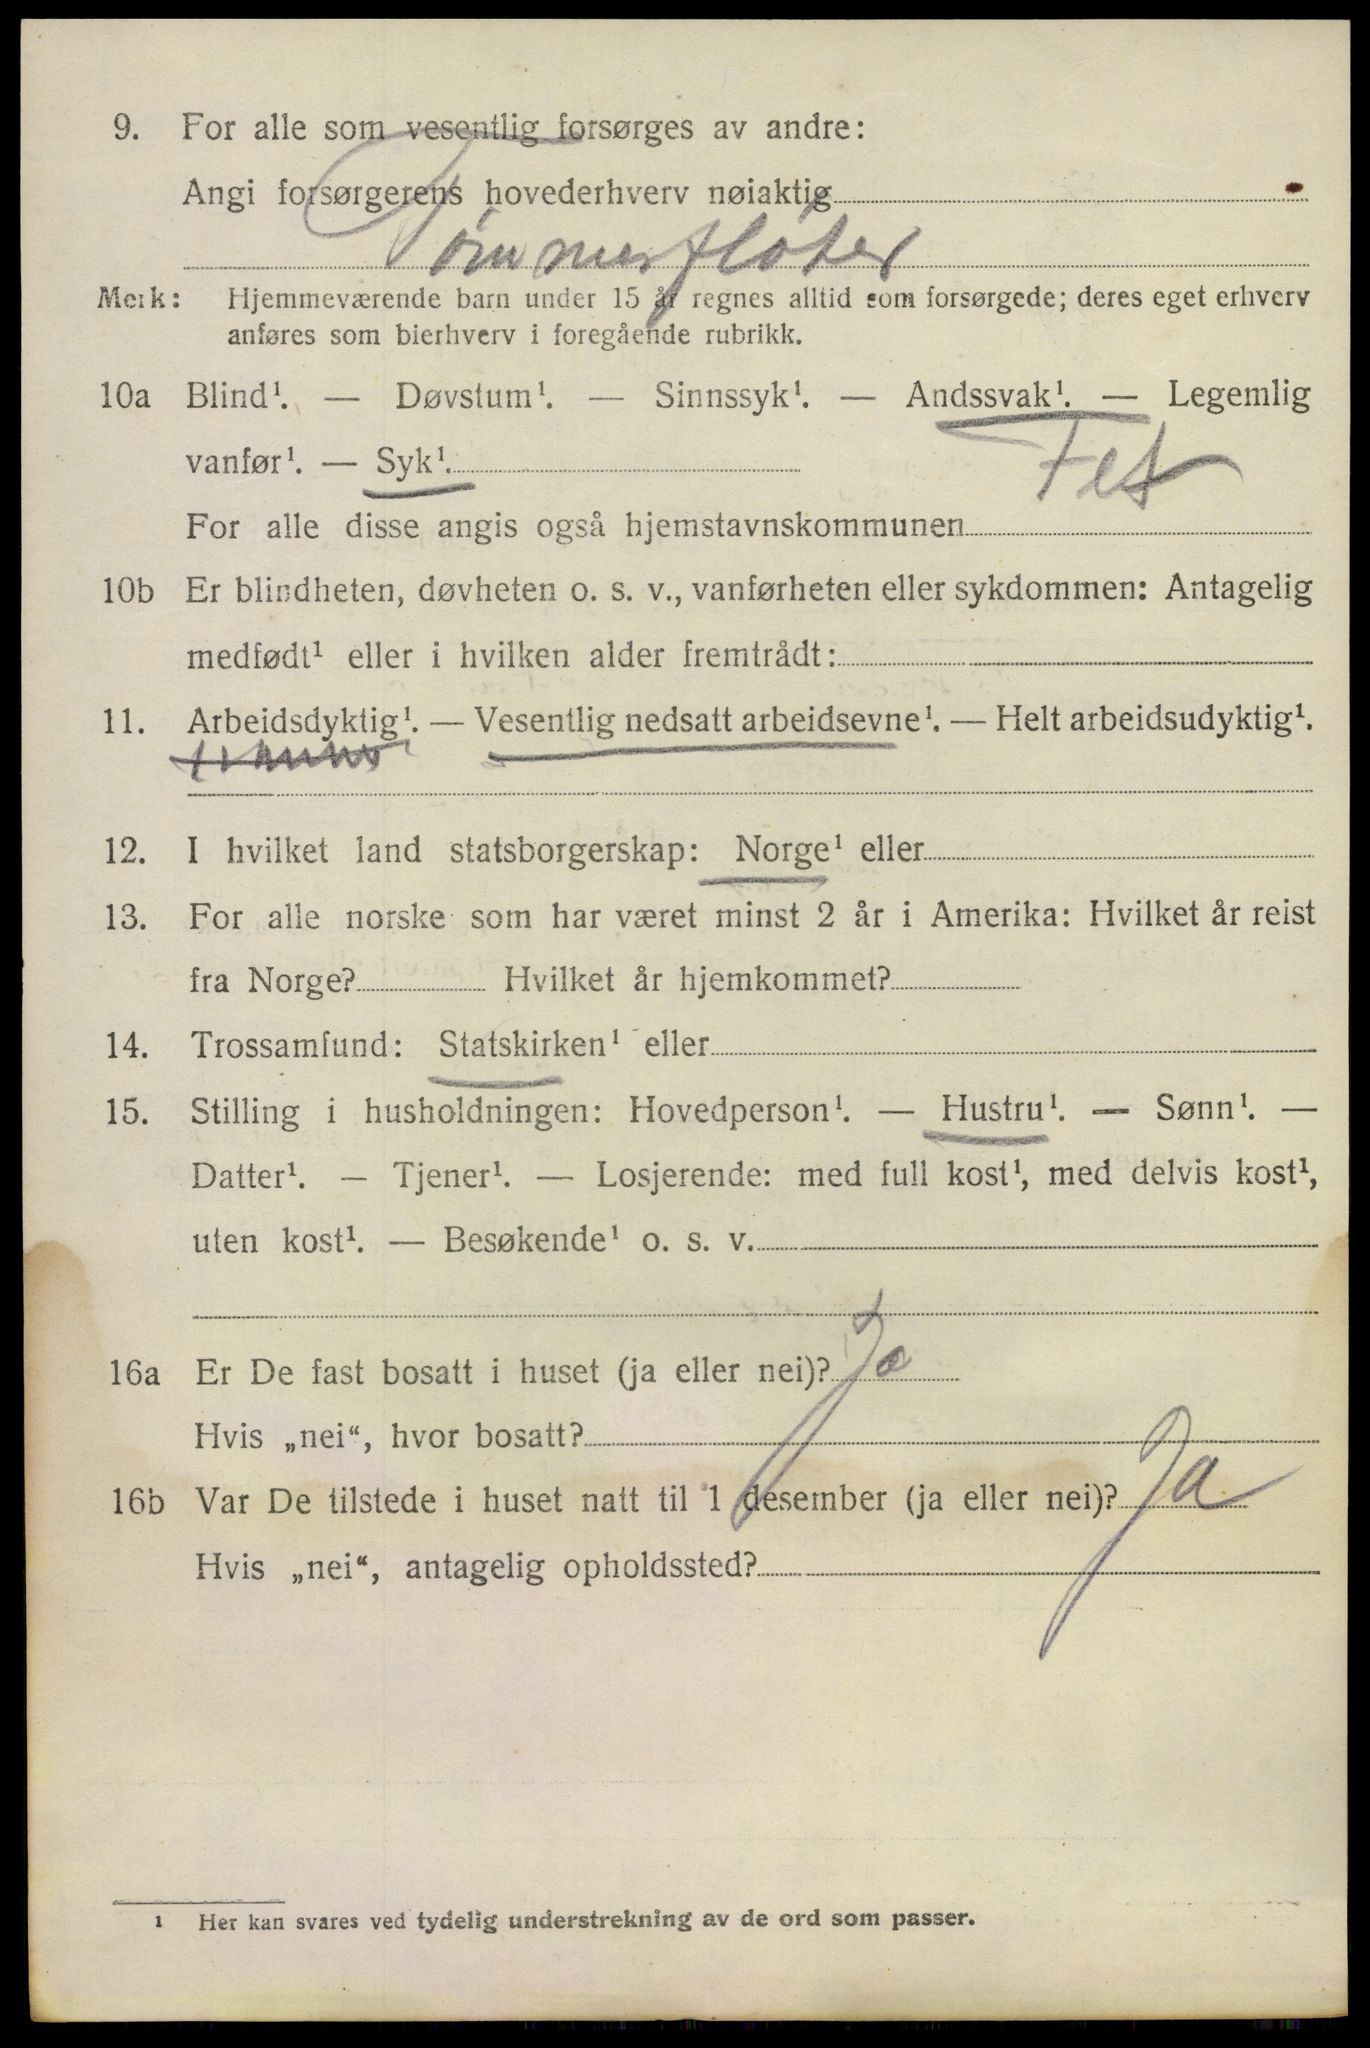 9. For alle som vesentlig forsørges av andre:
Angi forsørgerens hovederhverv nøiaktig
Tømmerfløter
Merk: Hjemmeværende barn under 15 år regnes alltid som forsørgede; deres eget erhverv
anføres som bierhverv i foregående rubrikk.
10a Blind¹. — Døvstum¹. — Sinnssyk¹. — Andssvak¹. — Legemlig
vanfør¹. — Syk¹.
Fet
For alle disse angis også hjemstavnskommunen
10b Er blindheten, døvheten o. s. v., vanførheten eller sykdommen: Antagelig
medfødt¹ eller i hvilken alder fremtrådt:
11. Arbeidsdyktig¹. — Vesentlig nedsatt arbeidsevne¹. — Helt arbeidsudyktig¹.
12. I hvilket land statsborgerskap: Norge¹ eller
13. For alle norske som har været minst 2 år i Amerika: Hvilket år reist
fra Norge? Hvilket år hjemkommet?
14. Trossamfund: Statskirken¹ eller
15. Stilling i husholdningen: Hovedperson¹. — Hustru¹. — Sønn¹. —
Datter¹. — Tjener¹. — Losjerende: med full kost¹, med delvis kost¹,
uten kost¹. — Besøkende¹ o. s. v.
16a Er De fast bosatt i huset (ja eller nei)? Ja
Hvis „nei“, hvor bosatt?
16b Var De tilstede i huset natt til 1 desember (ja eller nei)? Ja
Hvis „nei“, antagelig opholdssted?
¹ Her kan svares ved tydelig understrekning av de ord som passer.